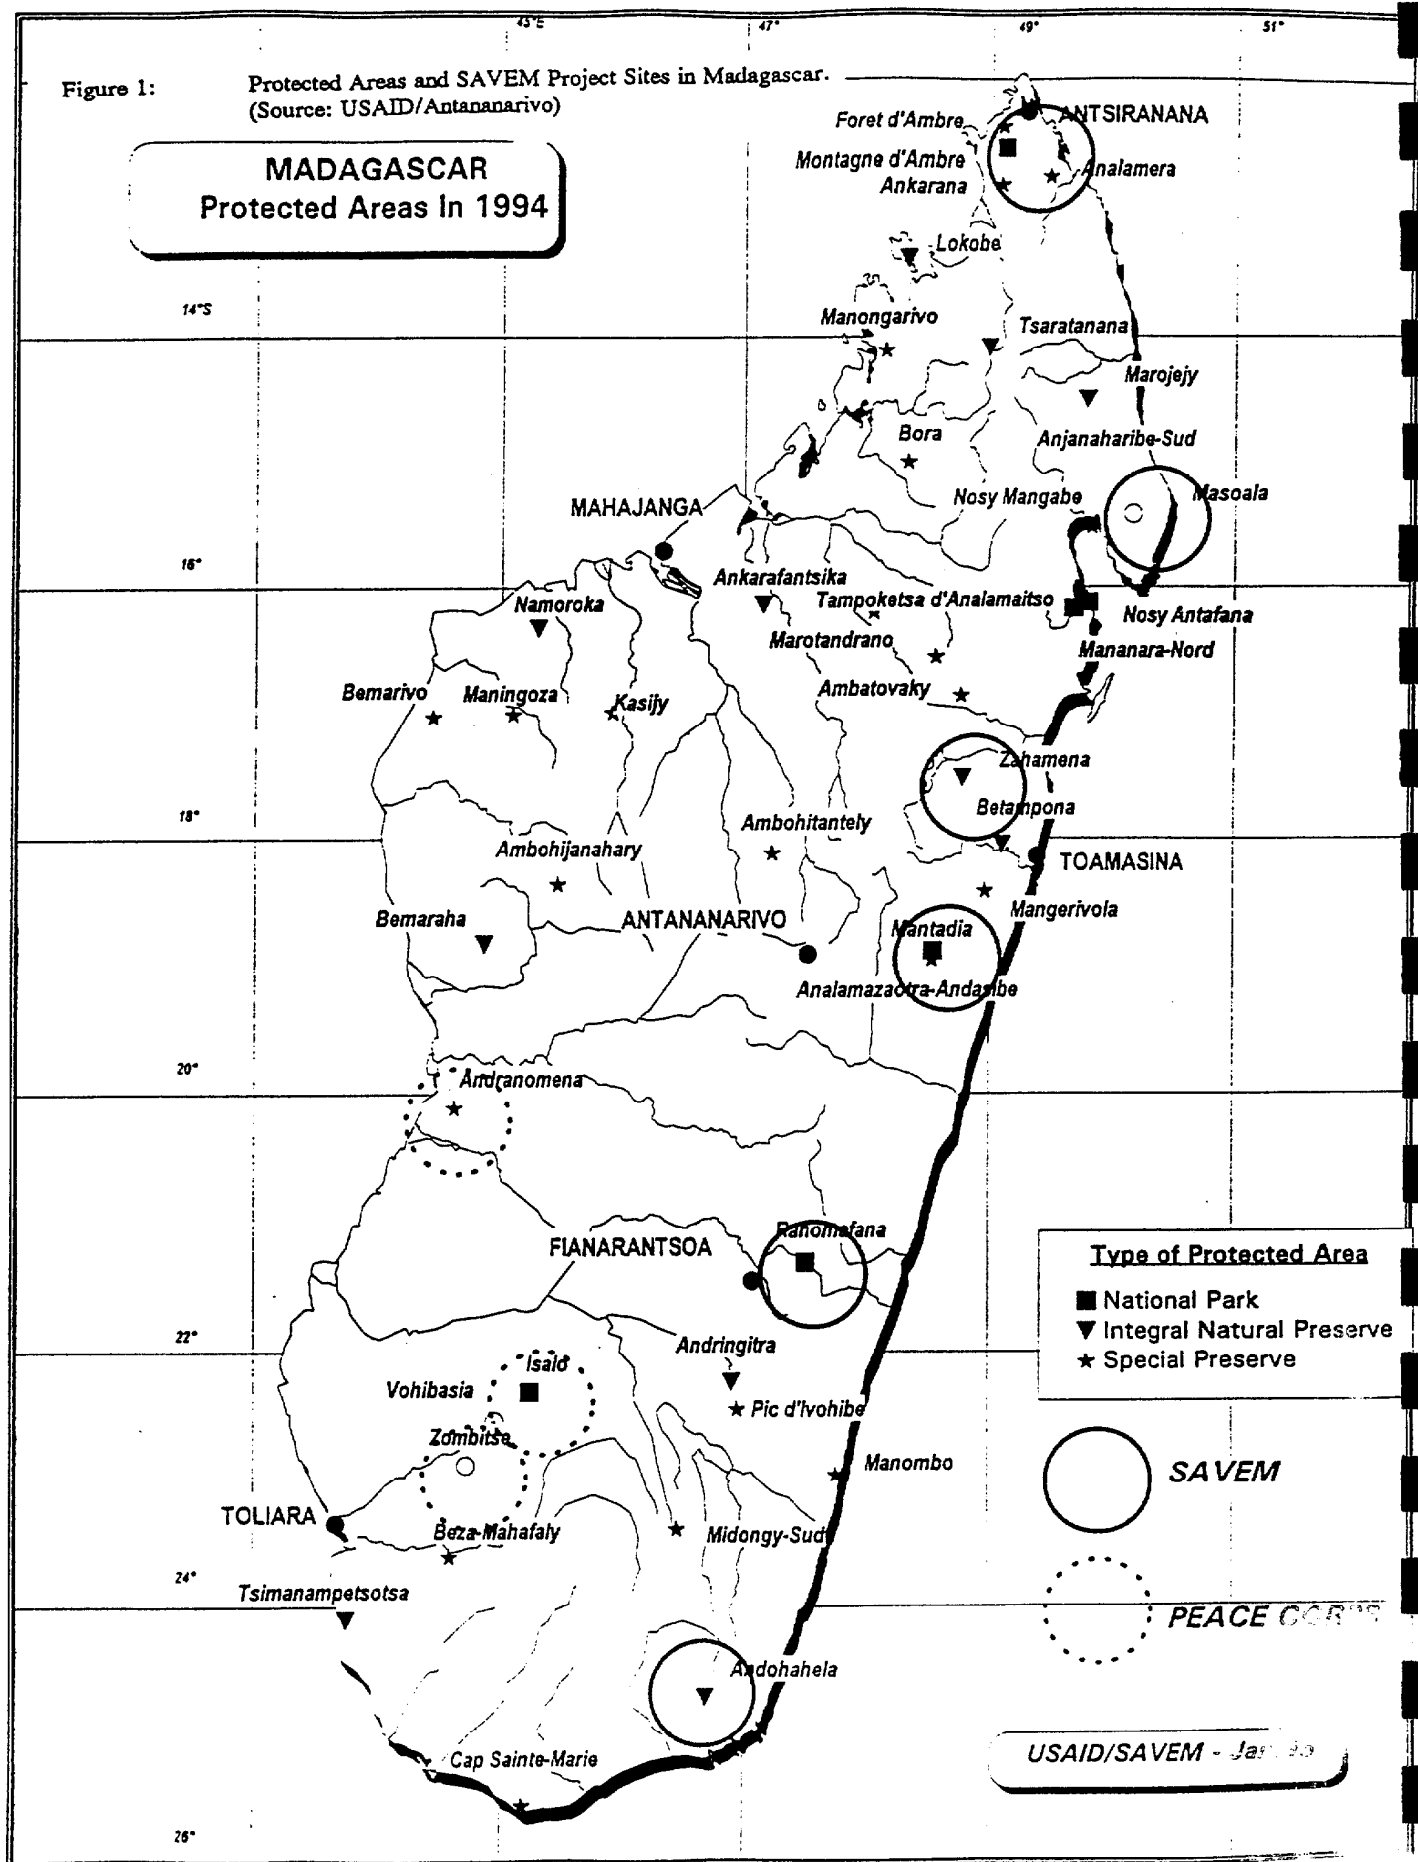 45°E 47° 49° 51°
Figure 1: Protected Areas and SAVEM Project Sites in Madagascar.
(Source: USAID/Antananarivo)
MADAGASCAR
Protected Areas in 1994
Foret d'Ambre
ANTSIRANANA
Montagne d'Ambre
Analamera
Ankarana
Lokobe
14°S
Manongarivo
Tsaratanana
Marojejy
Bora
Anjanaharibe-Sud
Nosy Mangabe
Masoala
MAHAJANGA
16°
Ankarafantsika
Namoroka
Tampoketsa d'Analamaitso
Nosy Antafana
Marotandrano
Mananara-Nord
Bemarivo
Maningoza
Kasijy
Ambatovaky
Zahamena
Betampona
18°
Ambohitantely
Ambohijanahary
TOAMASINA
Bemaraha
ANTANANARIVO
Mantadia
Mangerivola
Analamazaotra-Andasibe
20°
Andranomena
Ranomafana
FIANARANTSOA
Type of Protected Area
National Park
Integral Natural Preserve
Special Preserve
22°
Andringitra
Isalo
Vohibasia
Pic d'Ivohibe
Zombitse
Manombo
SAVEM
TOLIARA
Beza-Mahafaly
Midongy-Sud
24°
Tsimanampetsotsa
PEACE CORPS
Andohahela
Cap Sainte-Marie
USAID/SAVEM - Jan
26°